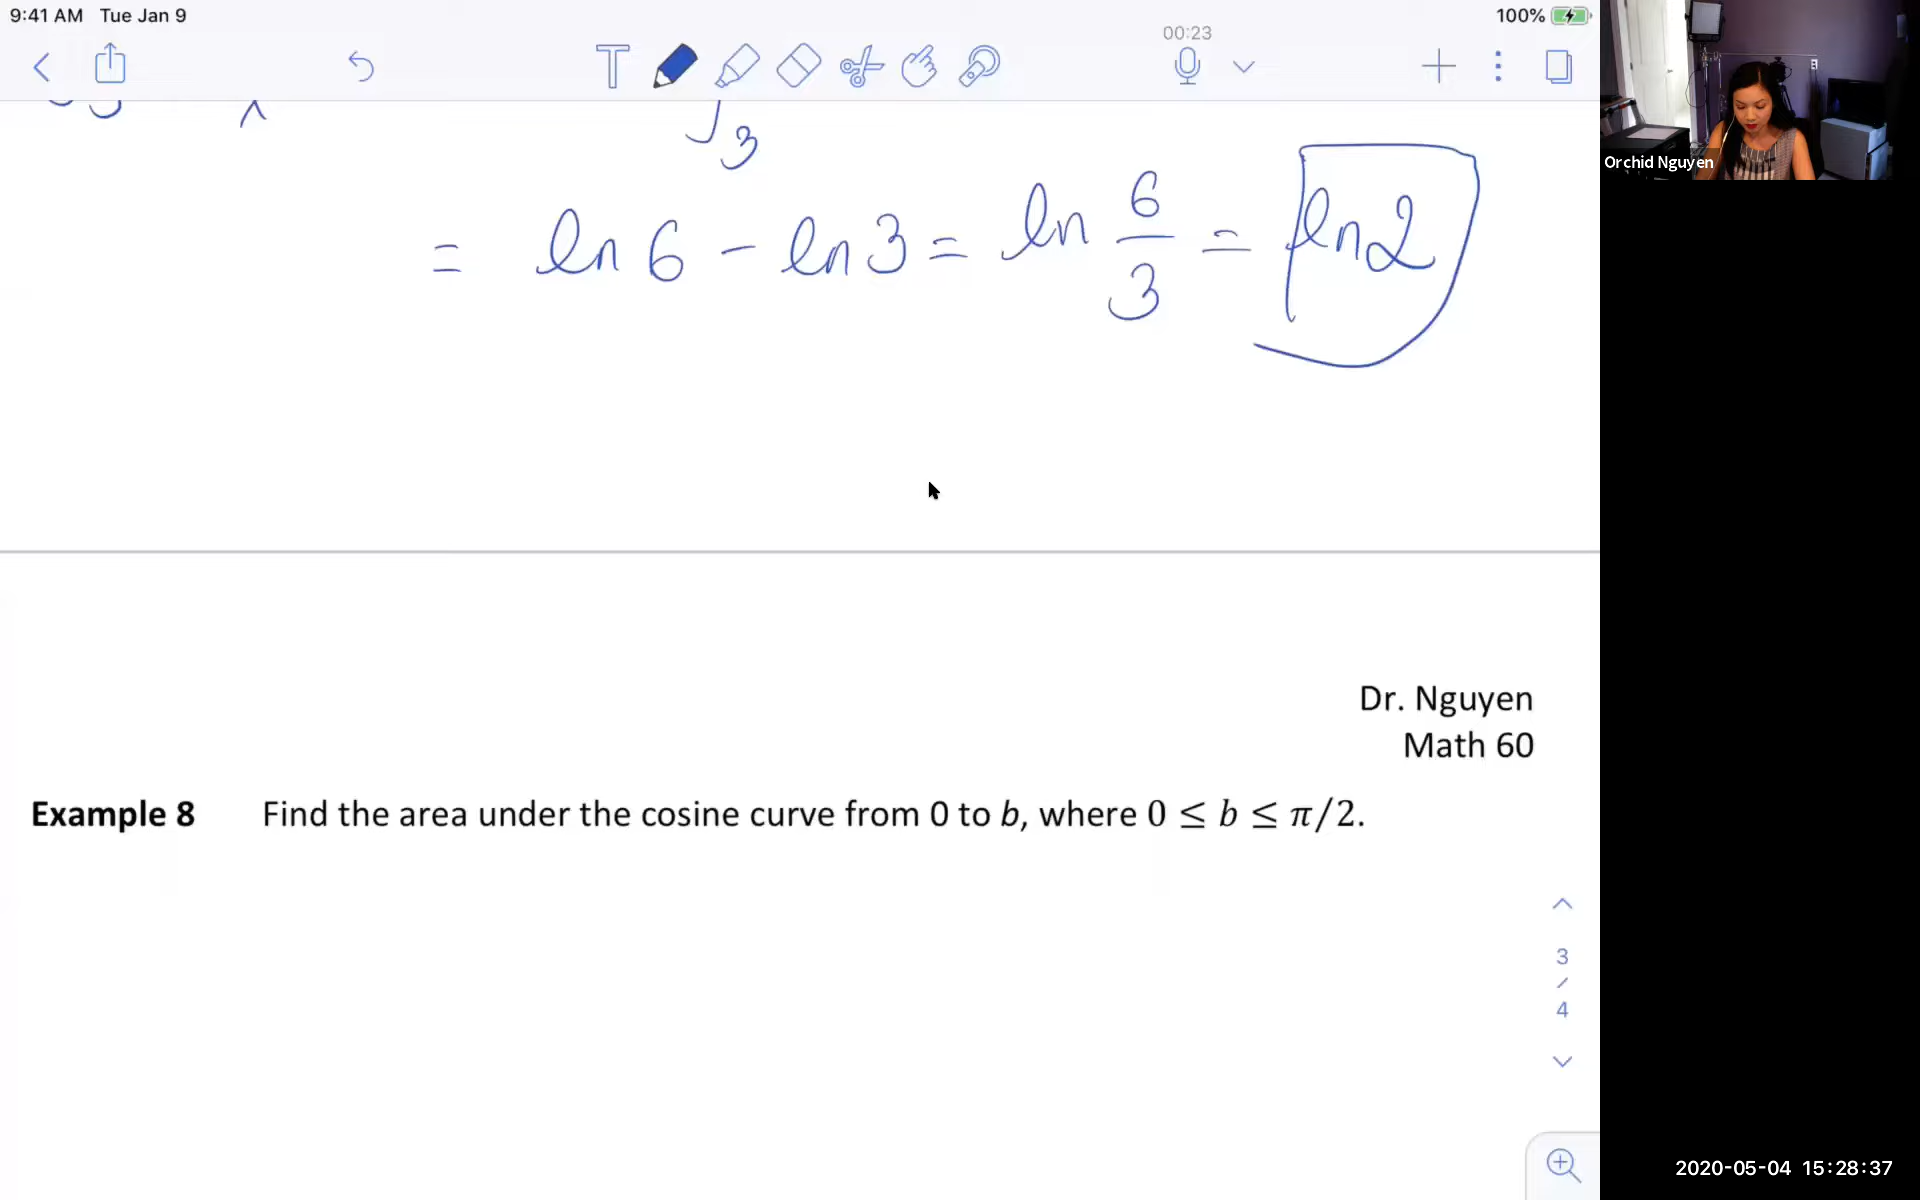 9:41 AM Tue Jan 9
100%
00:23
3
= ln 6 - ln 3 = ln 6/3 = ln 2
Orchid Nguyen
Dr. Nguyen
Math 60
Example 8 Find the area under the cosine curve from 0 to b, where 0 ≤ b ≤ π/2.
3
/
4
2020-05-04 15:28:37